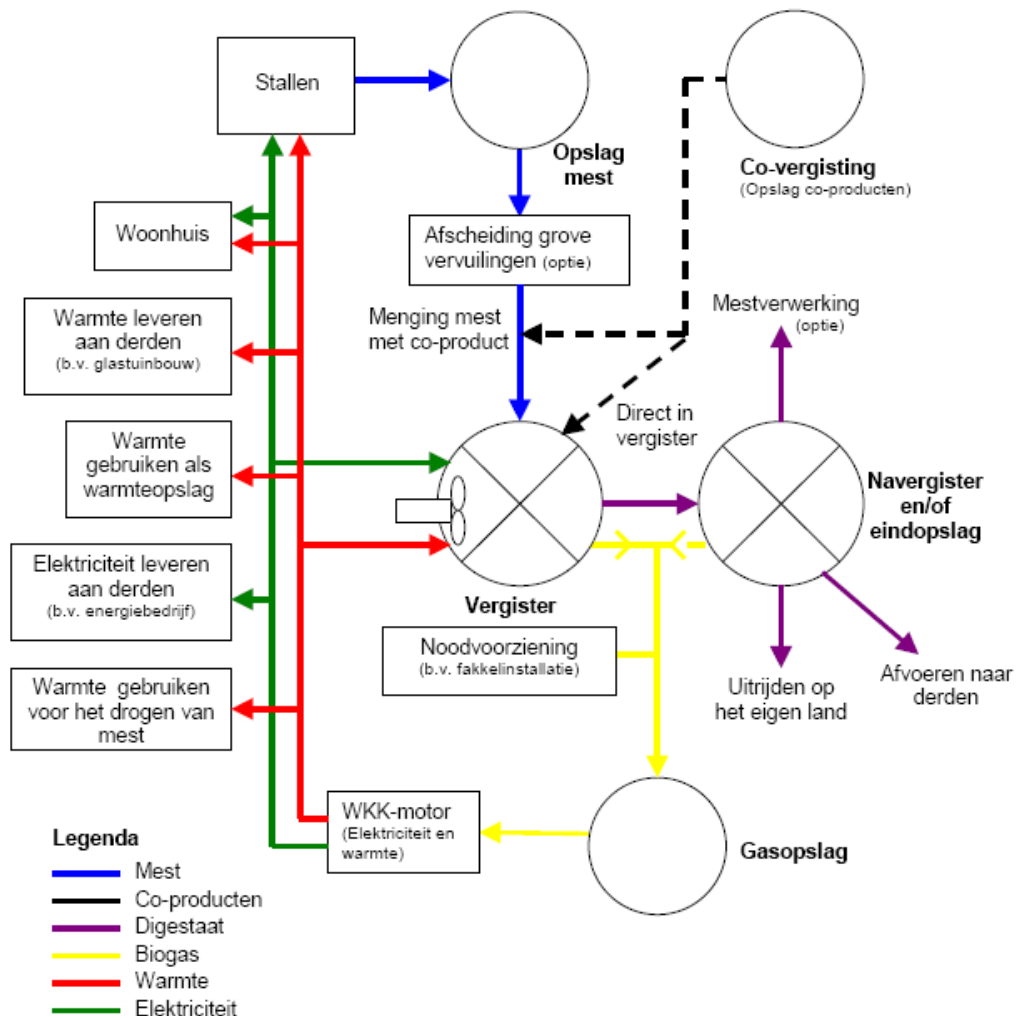 Stallen
Opslag
mest
Co-vergisting
(Opslag co-producten)
Woonhuis
Afscheiding grove
vervuilingen (optie)
Warmte leveren
aan derden
(b.v. glastuinbouw)
Menging mest
met co-product
Mestverwerking
(optie)
Direct in
vergister
Warmte
gebruiken als
warmteopslag
Navergister
en/of
eindopslag
Elektriciteit leveren
aan derden
(b.v. energiebedrijf)
Vergister
Noodvoorziening
(b.v. fakkelinstallatie)
Warmte gebruiken
voor het drogen van
mest
Uitrijden op
het eigen land
Afvoeren naar
derden
WKK-motor
(Elektriciteit en
warmte)
Gasopslag
Legenda
Mest
Co-producten
Digestaat
Biogas
Warmte
Elektriciteit